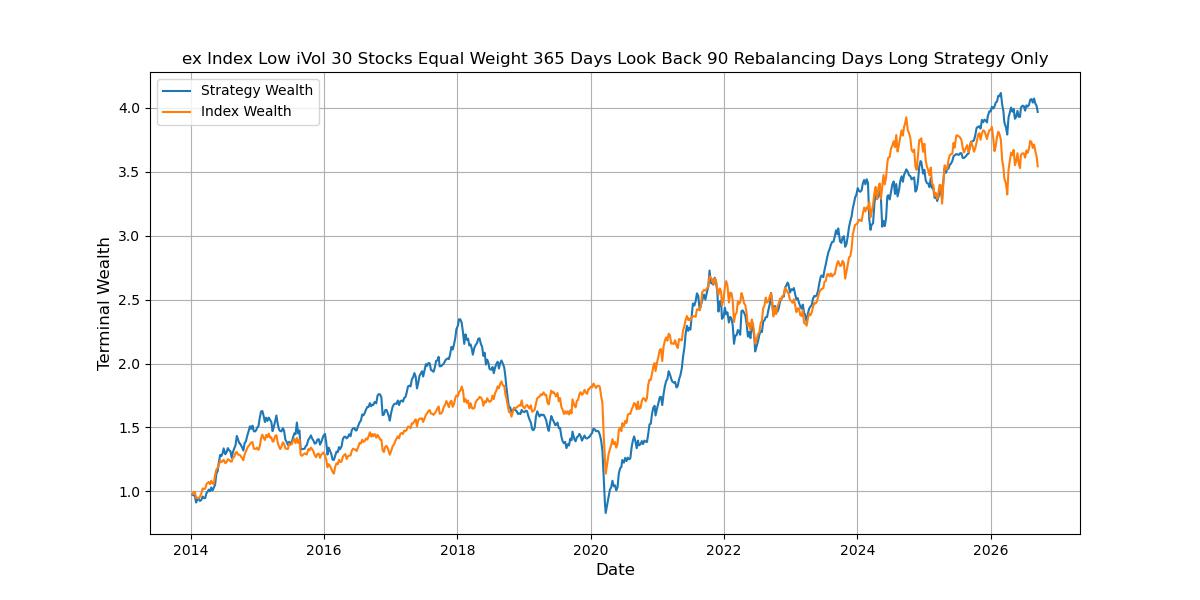 ex Index Low iVol 30 Stocks Equal Weight 365 Days Look Back 90 Rebalancing Days Long Strategy Only
Strategy Wealth
Index Wealth
Terminal Wealth
4.0
3.5
3.0
2.5
2.0
1.5
1.0
2014
2016
2018
2020
2022
2024
2026
Date